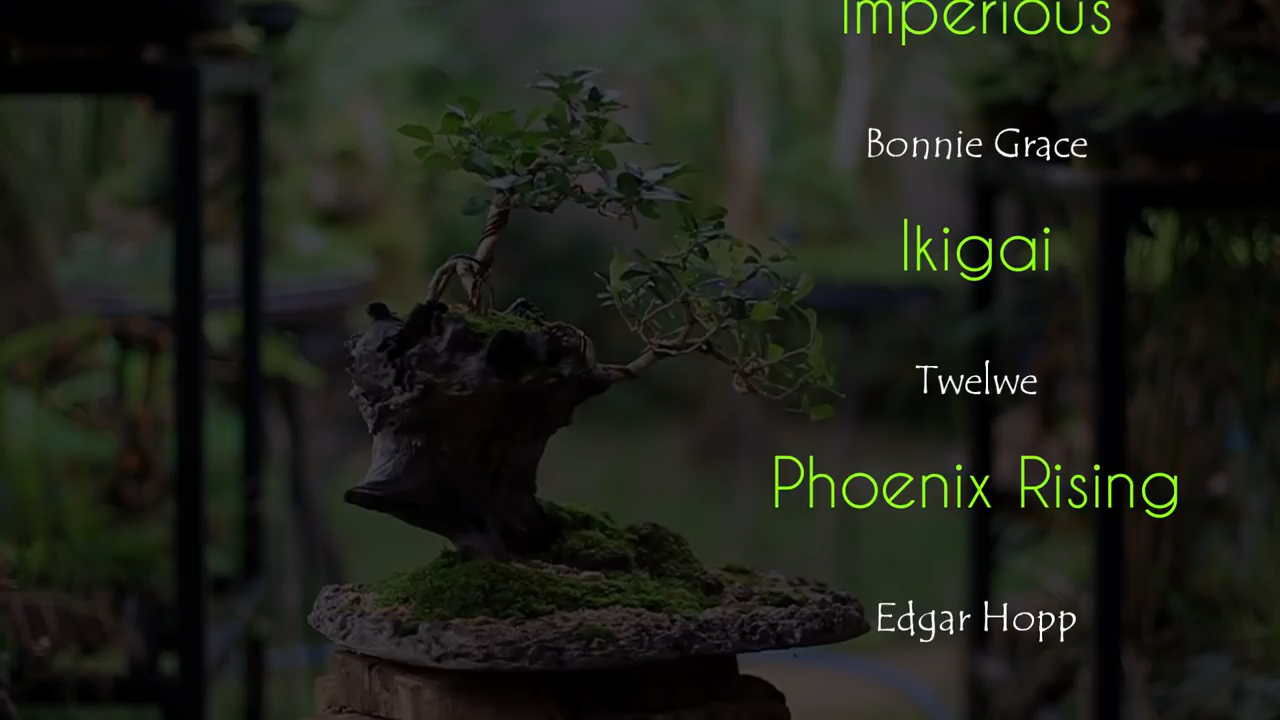 Imperious
Bonnie Grace
Ikigai
Twelwe
Phoenix Rising
Edgar Hopp